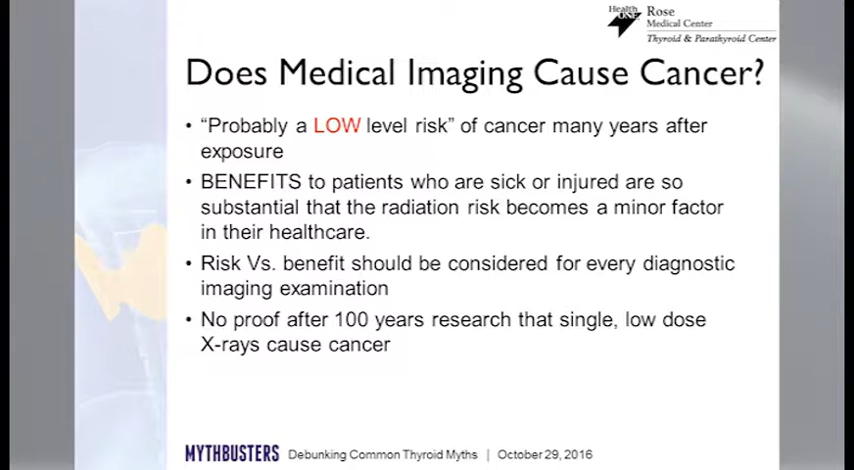 Health
ONE
Rose
Medical Center
Thyroid & Parathyroid Center
Does Medical Imaging Cause Cancer?
• “Probably a LOW level risk” of cancer many years after
exposure
• BENEFITS to patients who are sick or injured are so
substantial that the radiation risk becomes a minor factor
in their healthcare.
• Risk Vs. benefit should be considered for every diagnostic
imaging examination
• No proof after 100 years research that single, low dose
X-rays cause cancer
MYTHBUSTERS Debunking Common Thyroid Myths | October 29, 2016